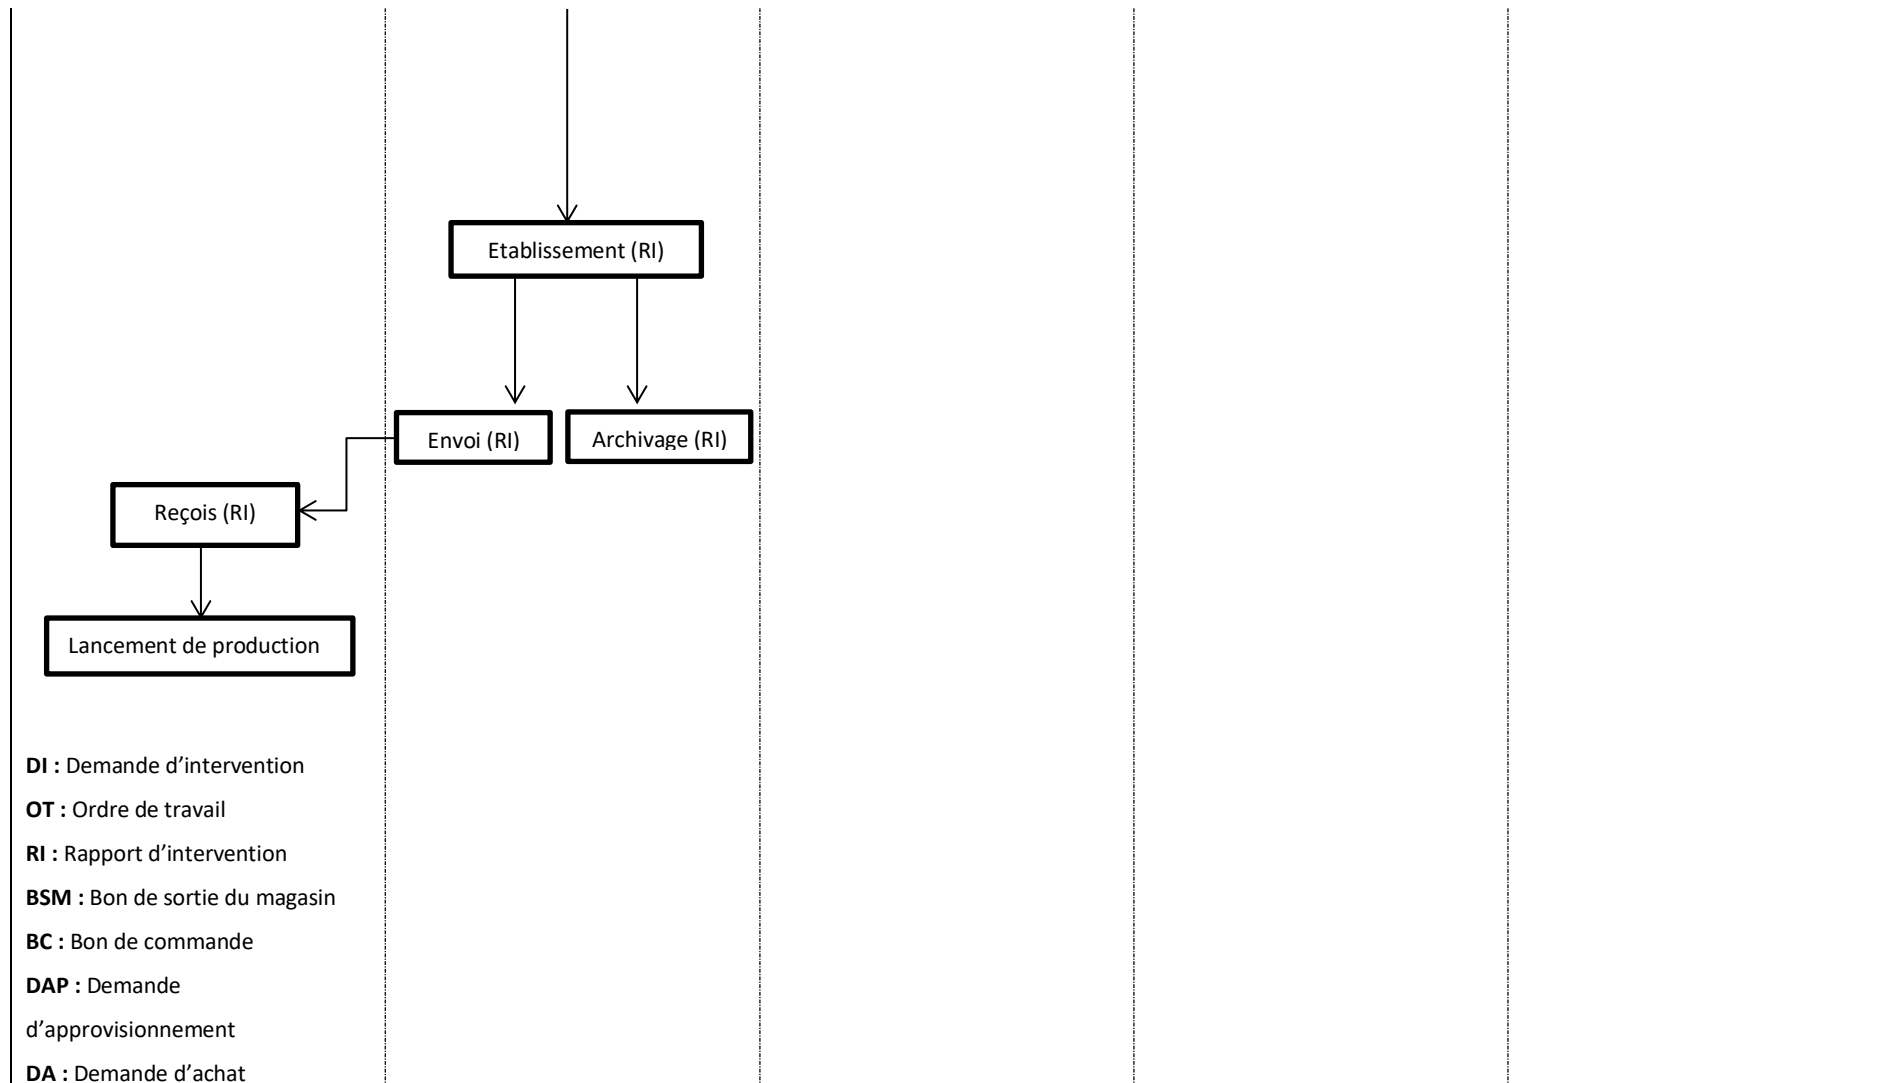 Etablissement (RI)
Envoi (RI)
Archivage (RI)
Reçois (RI)
Lancement de production
DI : Demande d’intervention
OT : Ordre de travail
RI : Rapport d’intervention
BSM : Bon de sortie du magasin
BC : Bon de commande
DAP : Demande
d’approvisionnement
DA : Demande d’achat